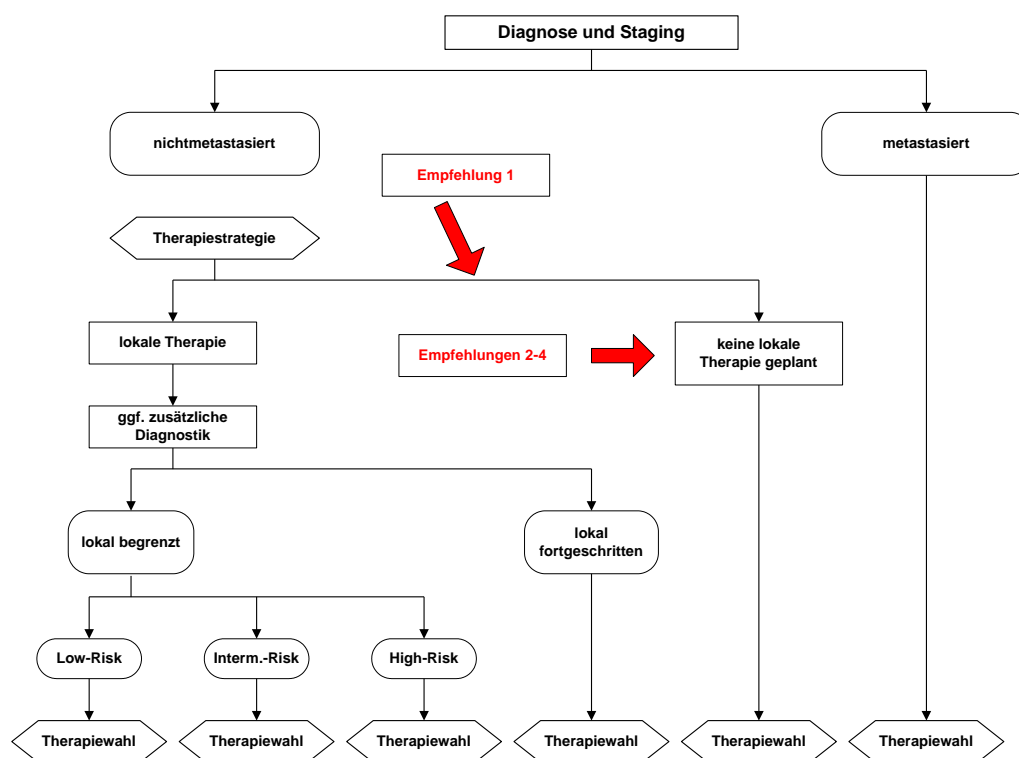 Diagnose und Staging
nichtmetastasiert
metastasiert
Empfehlung 1
Therapiestrategie
lokale Therapie
Empfehlungen 2-4
keine lokale
Therapie geplant
ggf. zusätzliche
Diagnostik
lokal begrenzt
lokal
fortgeschritten
Low-Risk
Interm.-Risk
High-Risk
Therapiewahl
Therapiewahl
Therapiewahl
Therapiewahl
Therapiewahl
Therapiewahl